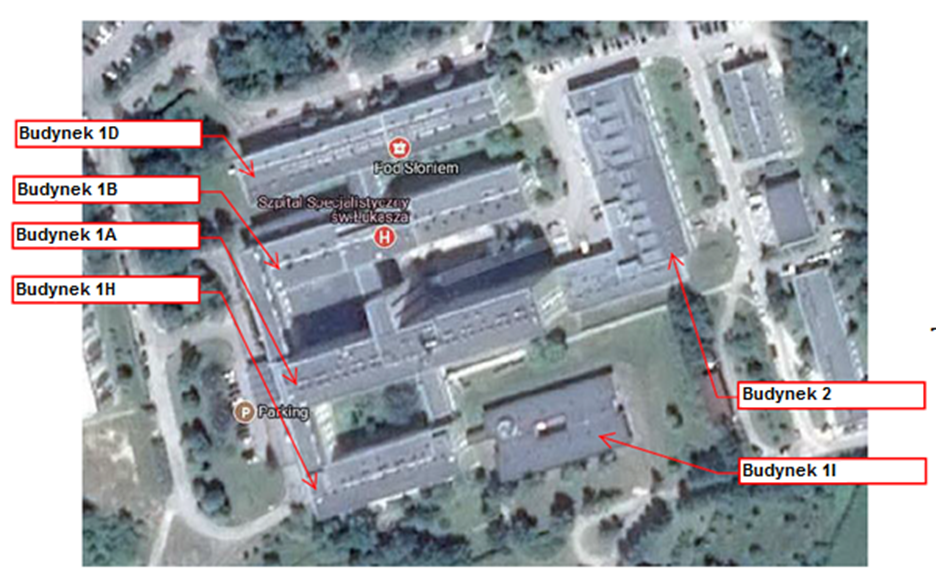 Budynek 1D
Pod Słoniem
Budynek 1B
Szpital Specjalistyczny
św.Łukasza
H
Budynek 1A
Budynek 1H
P Parking
Budynek 2
Budynek 1I